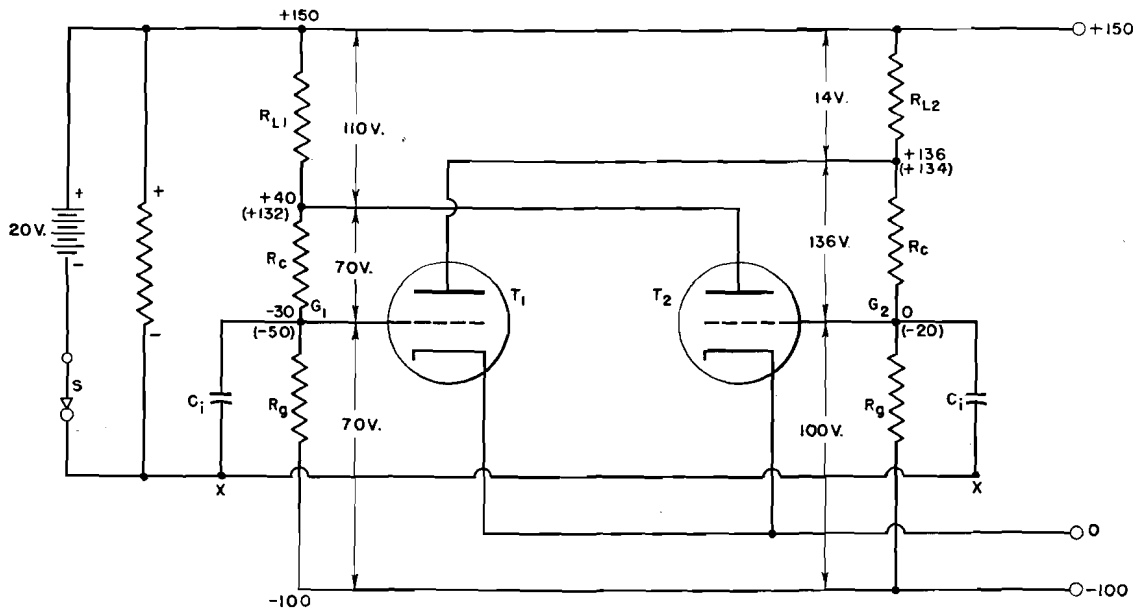 +150
+150
20V.
+
-
+
-
R_L1
110V.
14V.
R_L2
+136
(+134)
+40
(+132)
R_c
70V.
136V.
R_c
T_1
T_2
-30
(-50)
G_1
G_2
0
(-20)
S
C_i
R_g
70V.
100V.
R_g
C_i
X
X
0
-100
-100